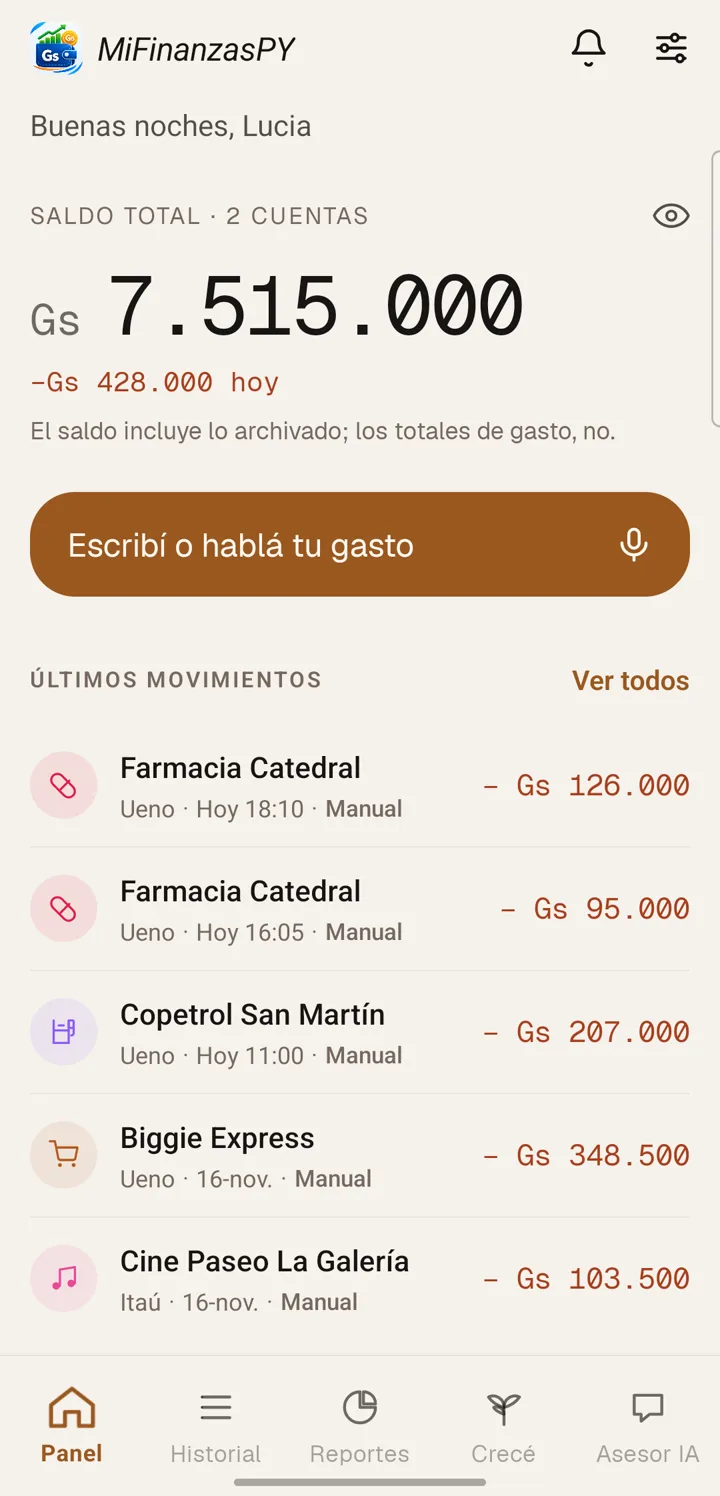 Gs
MiFinanzasPY
Buenas noches, Lucia
SALDO TOTAL · 2 CUENTAS
Gs 7.515.000
−Gs 428.000 hoy
El saldo incluye lo archivado; los totales de gasto, no.
Escribí o hablá tu gasto
ÚLTIMOS MOVIMIENTOS
Ver todos
Farmacia Catedral
− Gs 126.000
Ueno · Hoy 18:10 · Manual
Farmacia Catedral
− Gs 95.000
Ueno · Hoy 16:05 · Manual
Copetrol San Martín
− Gs 207.000
Ueno · Hoy 11:00 · Manual
Biggie Express
− Gs 348.500
Ueno · 16-nov. · Manual
Cine Paseo La Galería
− Gs 103.500
Itaú · 16-nov. · Manual
Panel
Historial
Reportes
Crecé
Asesor IA